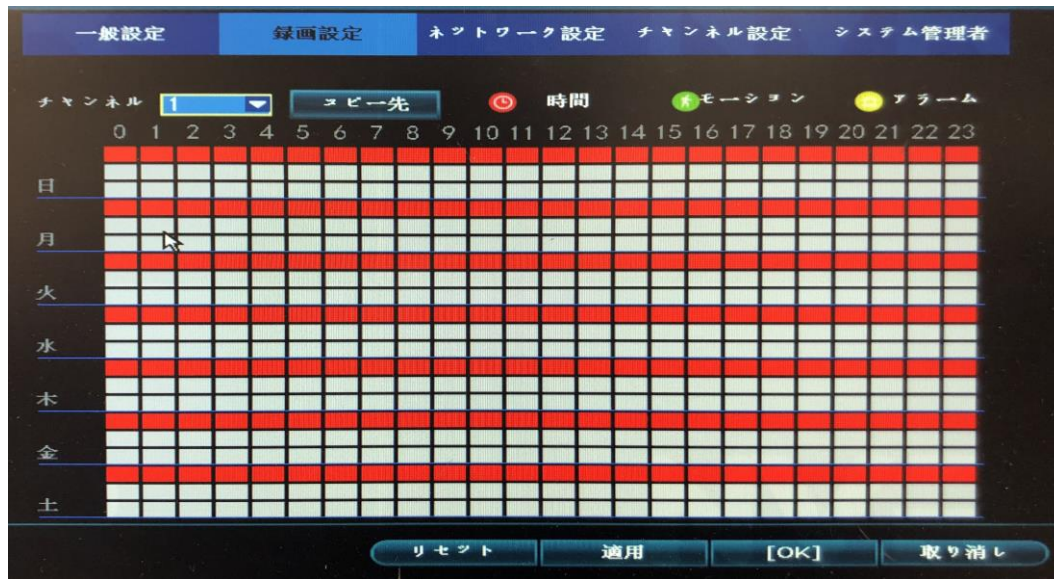 一般設定 録画設定 ネットワーク設定 チャンネル設定 システム管理者
チャンネル 1 コピー先 時間 モーション アラーム
0 1 2 3 4 5 6 7 8 9 10 11 12 13 14 15 16 17 18 19 20 21 22 23
日
月
火
水
木
金
土
リセット 適用 [OK] 取り消し